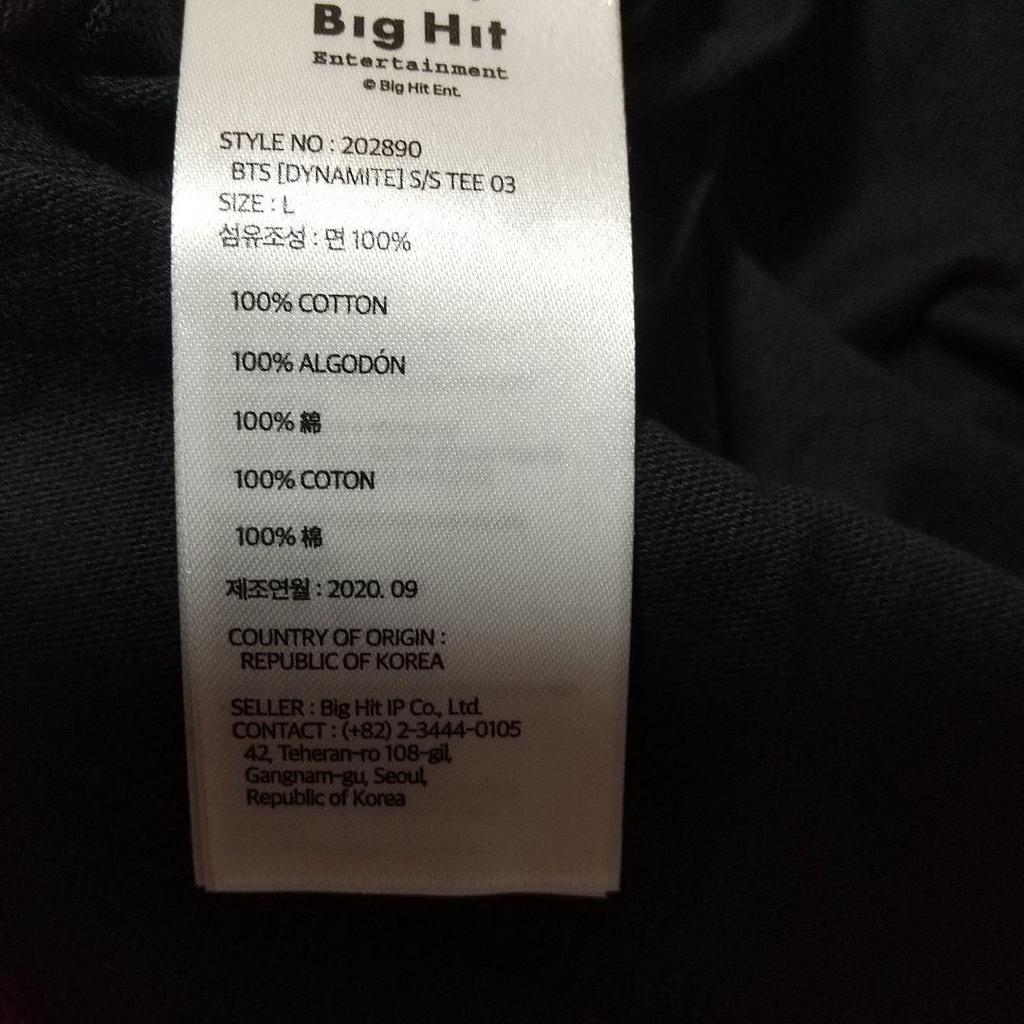 Big Hit
Entertainment
© Big Hit Ent.
STYLE NO : 202890
BTS [DYNAMITE] S/S TEE 03
SIZE : L
섬유조성 : 면 100%
100% COTTON
100% ALGODÓN
100% 綿
100% COTON
100% 棉
제조연월 : 2020. 09
COUNTRY OF ORIGIN :
REPUBLIC OF KOREA
SELLER : Big Hit IP Co., Ltd.
CONTACT : (+82) 2-3444-0105
42, Teheran-ro 108-gil,
Gangnam-gu, Seoul,
Republic of Korea